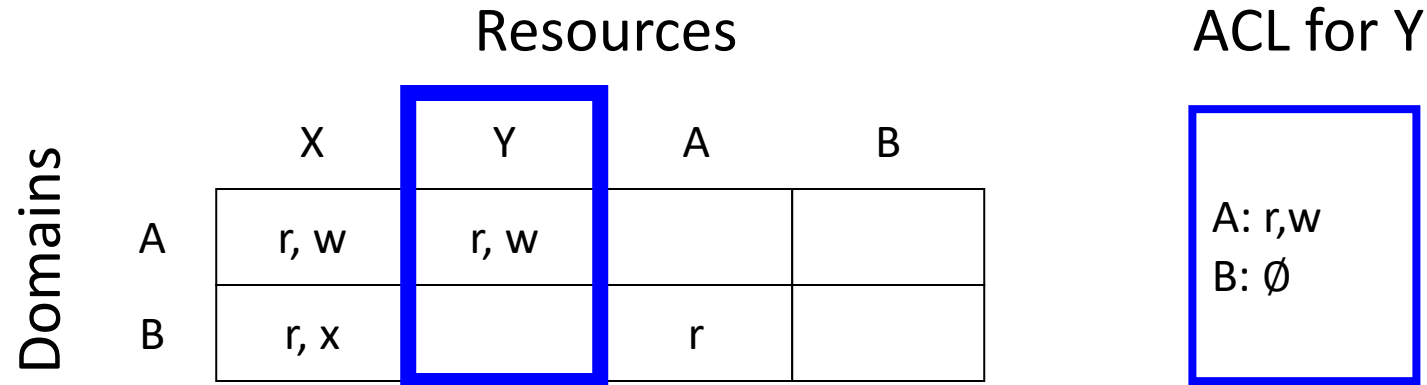 Resources
ACL for Y
Domains
X Y A B
A r, w r, w
B r, x r
A: r,w
B: Ø